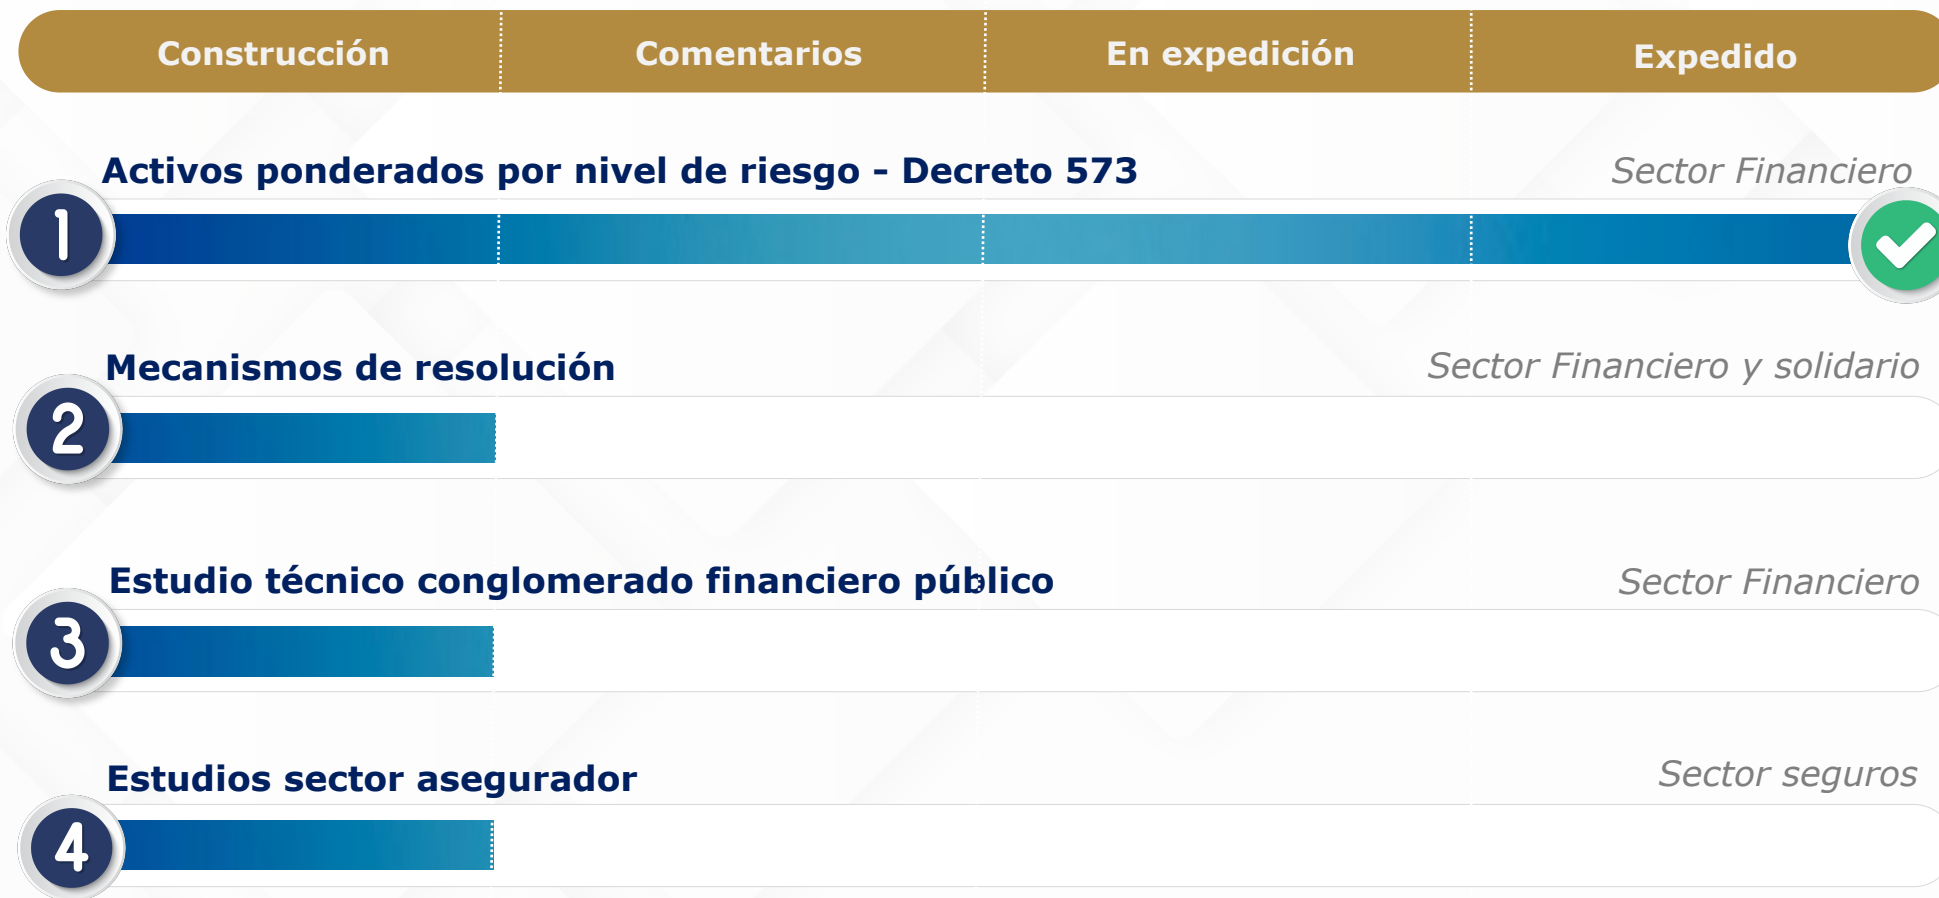 Construcción Comentarios En expedición Expedido
Activos ponderados por nivel de riesgo - Decreto 573 Sector Financiero
1
Mecanismos de resolución Sector Financiero y solidario
2
Estudio técnico conglomerado financiero público Sector Financiero
3
Estudios sector asegurador Sector seguros
4